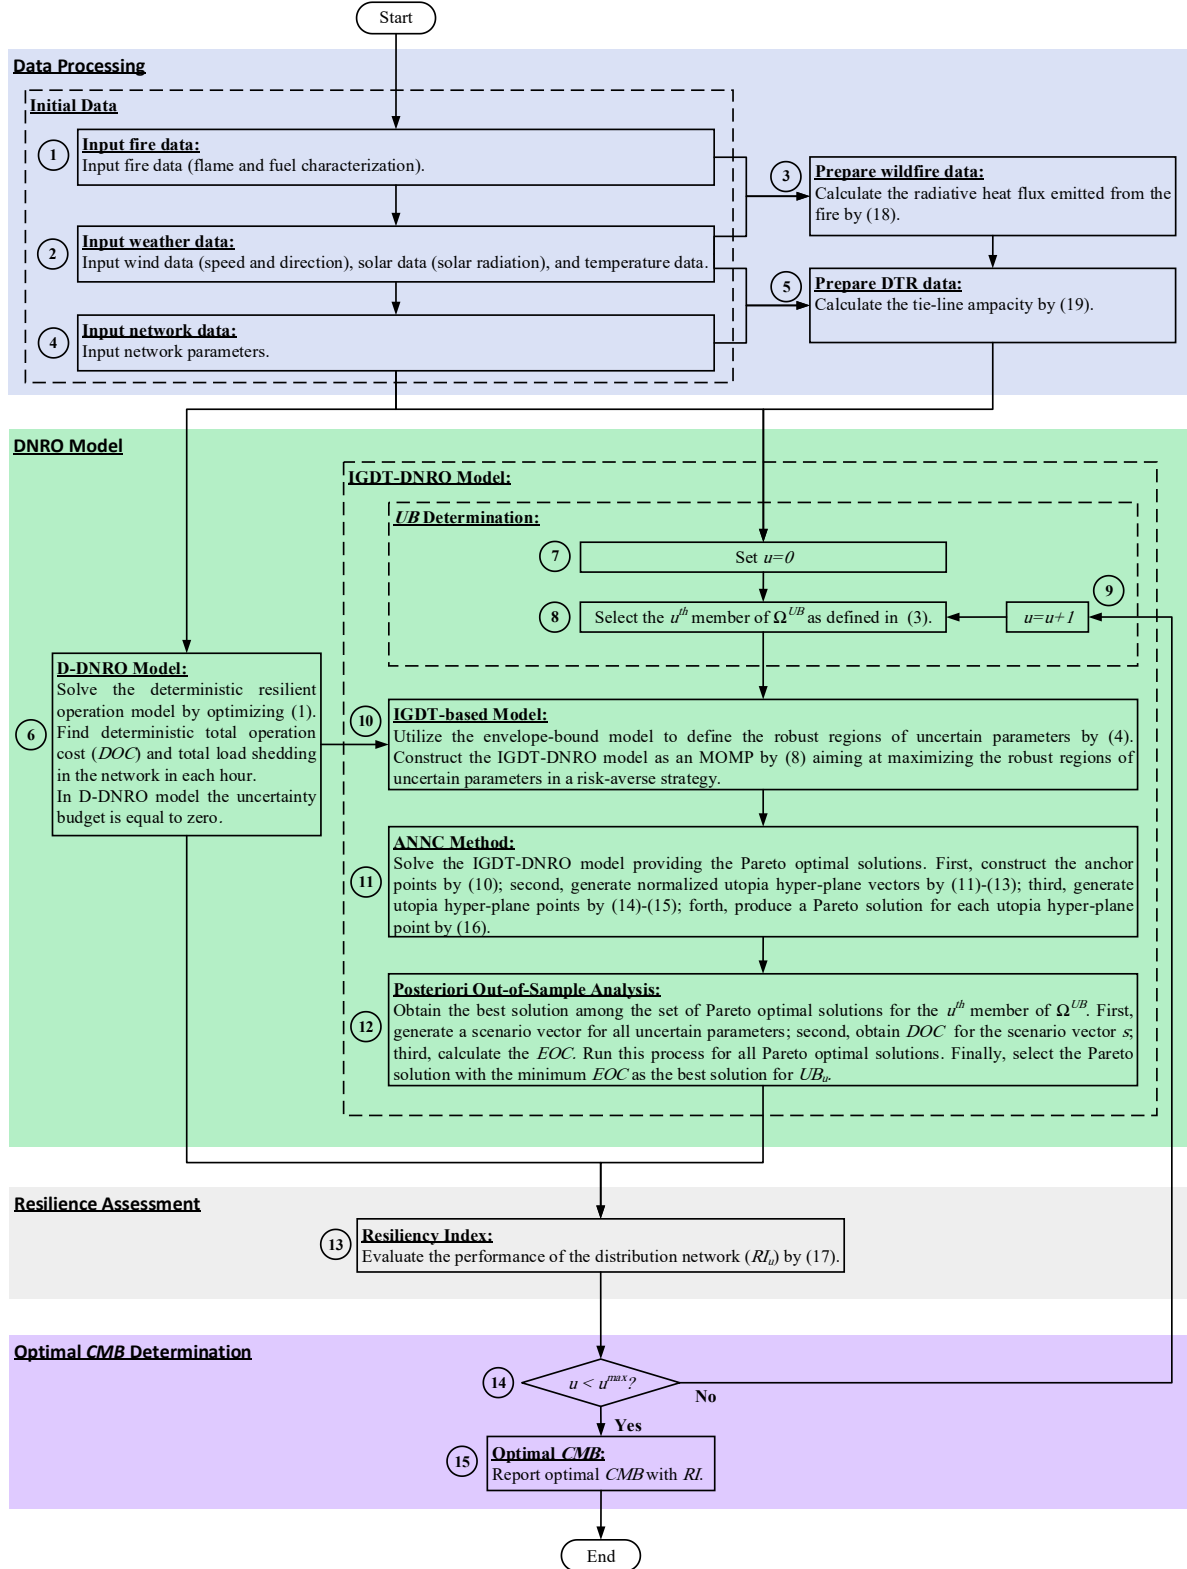 Start
Data Processing
Initial Data
1
Input fire data:
Input fire data (flame and fuel characterization).
2
Input weather data:
Input wind data (speed and direction), solar data (solar radiation), and temperature data.
3
Prepare wildfire data:
Calculate the radiative heat flux emitted from the
fire by (18).
4
Input network data:
Input network parameters.
5
Prepare DTR data:
Calculate the tie-line ampacity by (19).
DNRO Model
IGDT-DNRO Model:
UB Determination:
7
Set u=0
8
Select the u^th member of Ω^UB as defined in (3).
9
u=u+1
6
D-DNRO Model:
Solve the deterministic resilient
operation model by optimizing (1).
Find deterministic total operation
cost (DOC) and total load shedding
in the network in each hour.
In D-DNRO model the uncertainty
budget is equal to zero.
10
IGDT-based Model:
Utilize the envelope-bound model to define the robust regions of uncertain parameters by (4).
Construct the IGDT-DNRO model as an MOMP by (8) aiming at maximizing the robust regions of
uncertain parameters in a risk-averse strategy.
11
ANNC Method:
Solve the IGDT-DNRO model providing the Pareto optimal solutions. First, construct the anchor
points by (10); second, generate normalized utopia hyper-plane vectors by (11)-(13); third, generate
utopia hyper-plane points by (14)-(15); forth, produce a Pareto solution for each utopia hyper-plane
point by (16).
12
Posteriori Out-of-Sample Analysis:
Obtain the best solution among the set of Pareto optimal solutions for the u^th member of Ω^UB. First,
generate a scenario vector for all uncertain parameters; second, obtain DOC for the scenario vector s;
third, calculate the EOC. Run this process for all Pareto optimal solutions. Finally, select the Pareto
solution with the minimum EOC as the best solution for UB_u.
Resilience Assessment
13
Resiliency Index:
Evaluate the performance of the distribution network (RI_u) by (17).
Optimal CMB Determination
14
u < u^max?
No
Yes
15
Optimal CMB:
Report optimal CMB with RI.
End